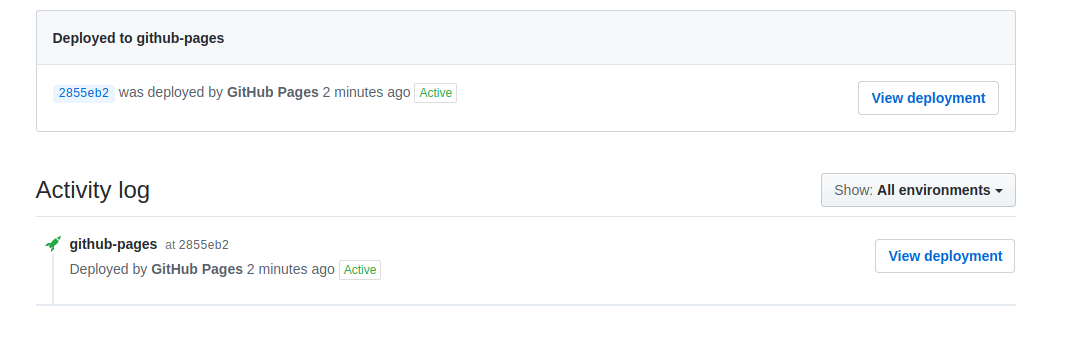 Deployed to github-pages
2855eb2 was deployed by GitHub Pages 2 minutes ago Active View deployment
Activity log Show: All environments
github-pages at 2855eb2
View deployment
Deployed by GitHub Pages 2 minutes ago Active